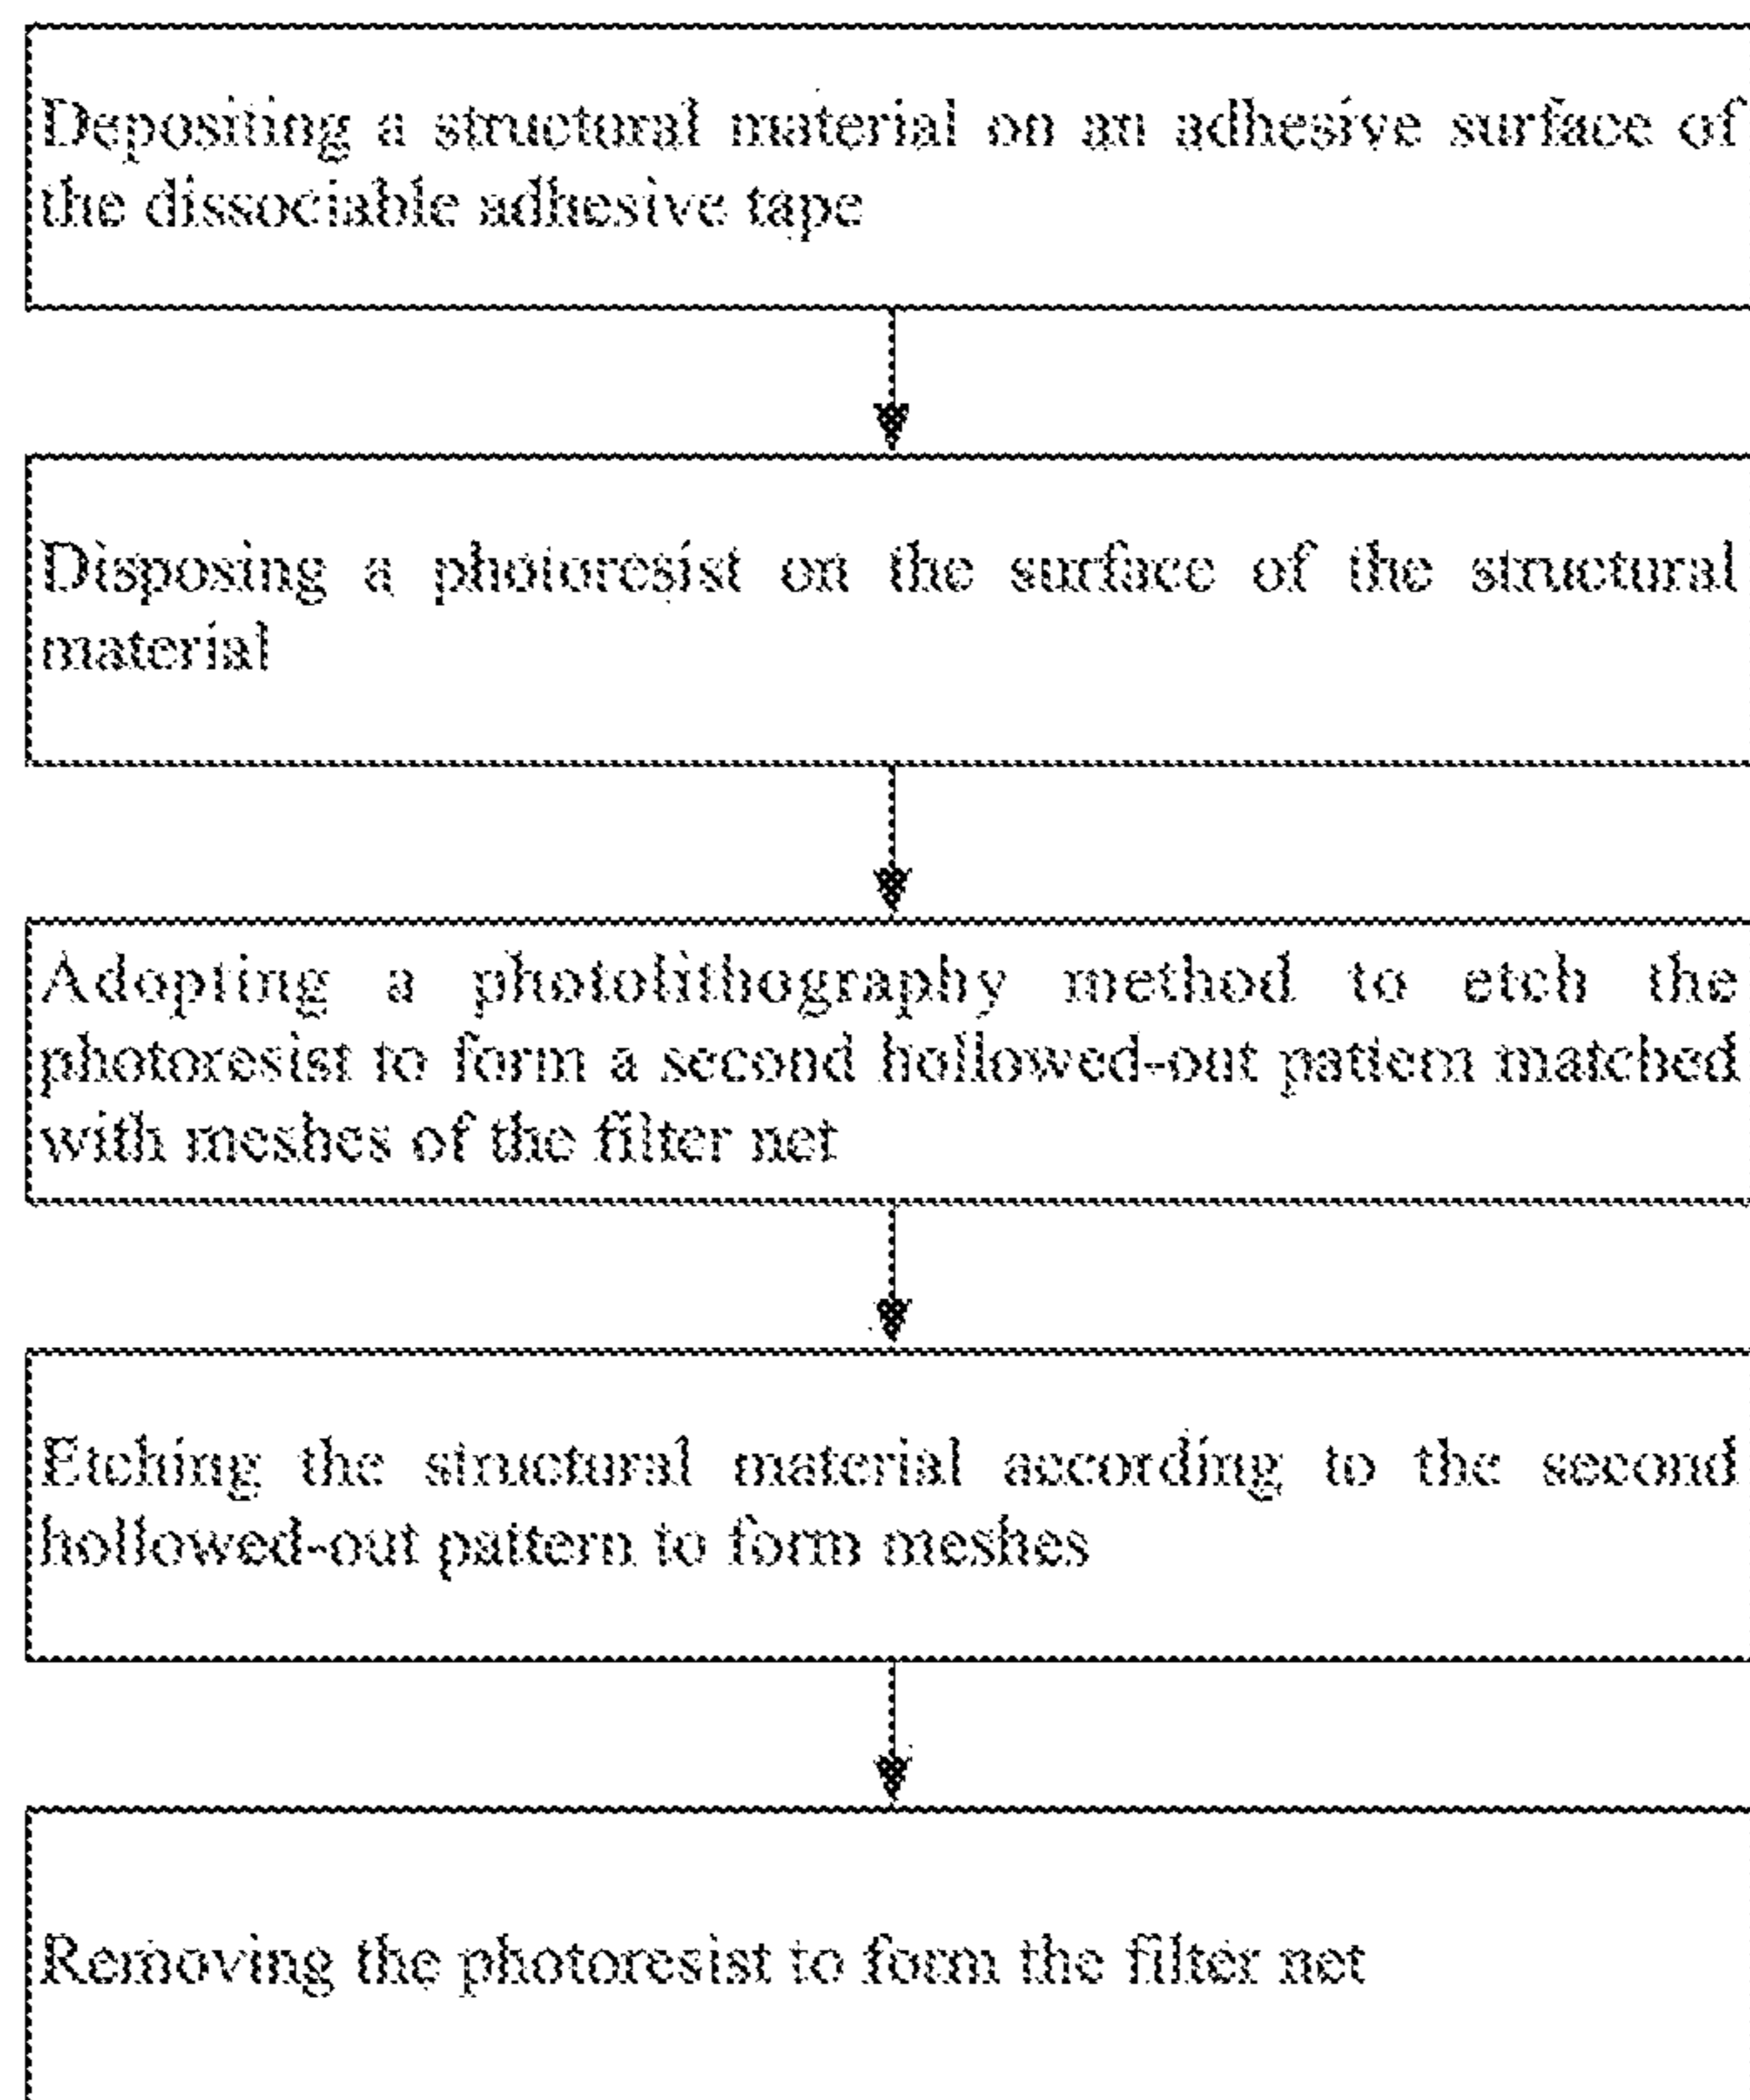 Depositing a structural material on an adhesive surface of
the dissociable adhesive tape
Disposing a photoresist on the surface of the structural
material
Adopting a photolithography method to etch the
photoresist to form a second hollowed-out pattern matched
with meshes of the filter net
Etching the structural material according to the second
hollowed-out pattern to form meshes
Removing the photoresist to form the filter net